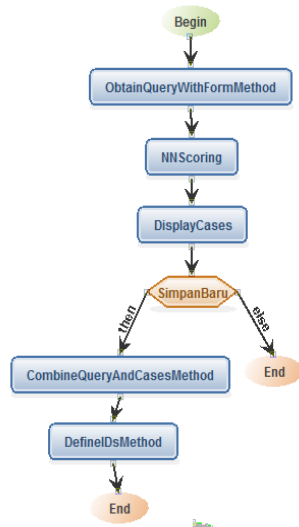 Begin
ObtainQueryWithFormMethod
NNScoring
DisplayCases
SimpanBaru
then
else
CombineQueryAndCasesMethod
End
DefineIDsMethod
End